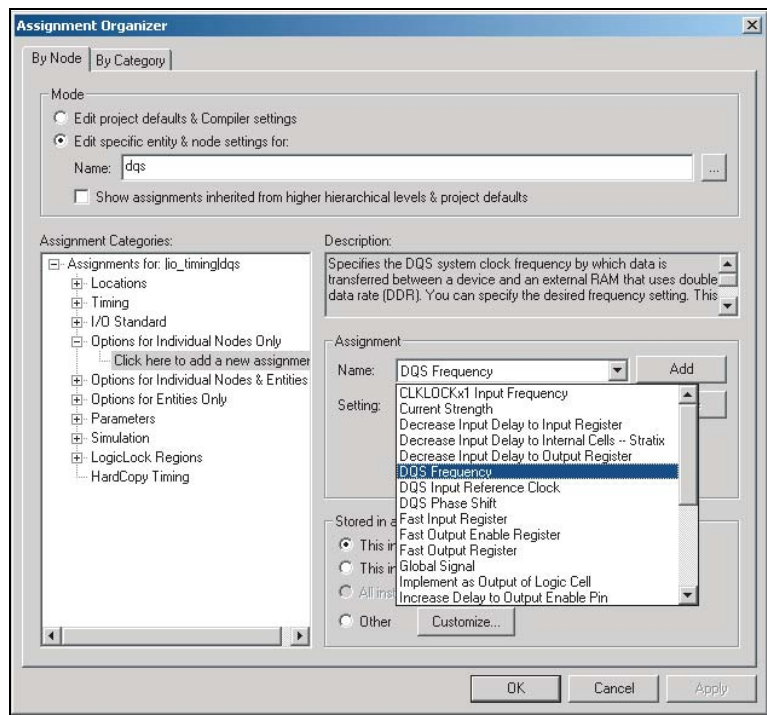 Assignment Organizer
By Node
By Category
Mode
Edit project defaults & Compiler settings
Edit specific entity & node settings for:
Name: dqs
...
Show assignments inherited from higher hierarchical levels & project defaults
Assignment Categories:
Assignments for: |io_timing|dqs
Locations
Timing
I/O Standard
Options for Individual Nodes Only
Click here to add a new assignmer
Options for Individual Nodes & Entities
Options for Entities Only
Parameters
Simulation
LogicLock Regions
HardCopy Timing
Description:
Specifies the DQS system clock frequency by which data is
transferred between a device and an external RAM that uses double
data rate (DDR). You can specify the desired frequency setting. This
Assignment
Name: DQS Frequency
Add
Setting:
CLKLOCKx1 Input Frequency
Current Strength
Decrease Input Delay to Input Register
Decrease Input Delay to Internal Cells -- Stratix
Decrease Input Delay to Output Register
DQS Frequency
DQS Input Reference Clock
DQS Phase Shift
Fast Input Register
Fast Output Enable Register
Fast Output Register
Global Signal
Implement as Output of Logic Cell
Increase Delay to Output Enable Pin
Stored in a
This in
This in
All inst
Other
Customize...
OK
Cancel
Apply